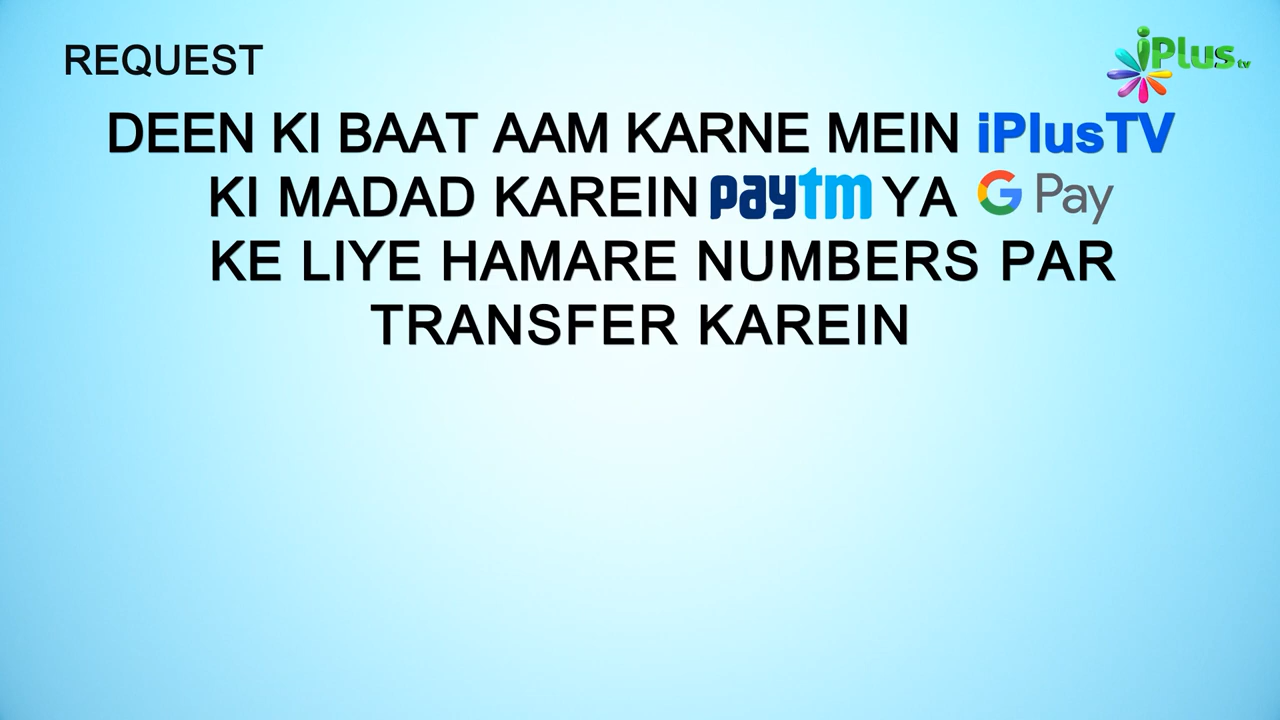 REQUEST
iPlus tv
DEEN KI BAAT AAM KARNE MEIN iPlusTV
KI MADAD KAREIN paytm YA G Pay
KE LIYE HAMARE NUMBERS PAR
TRANSFER KAREIN